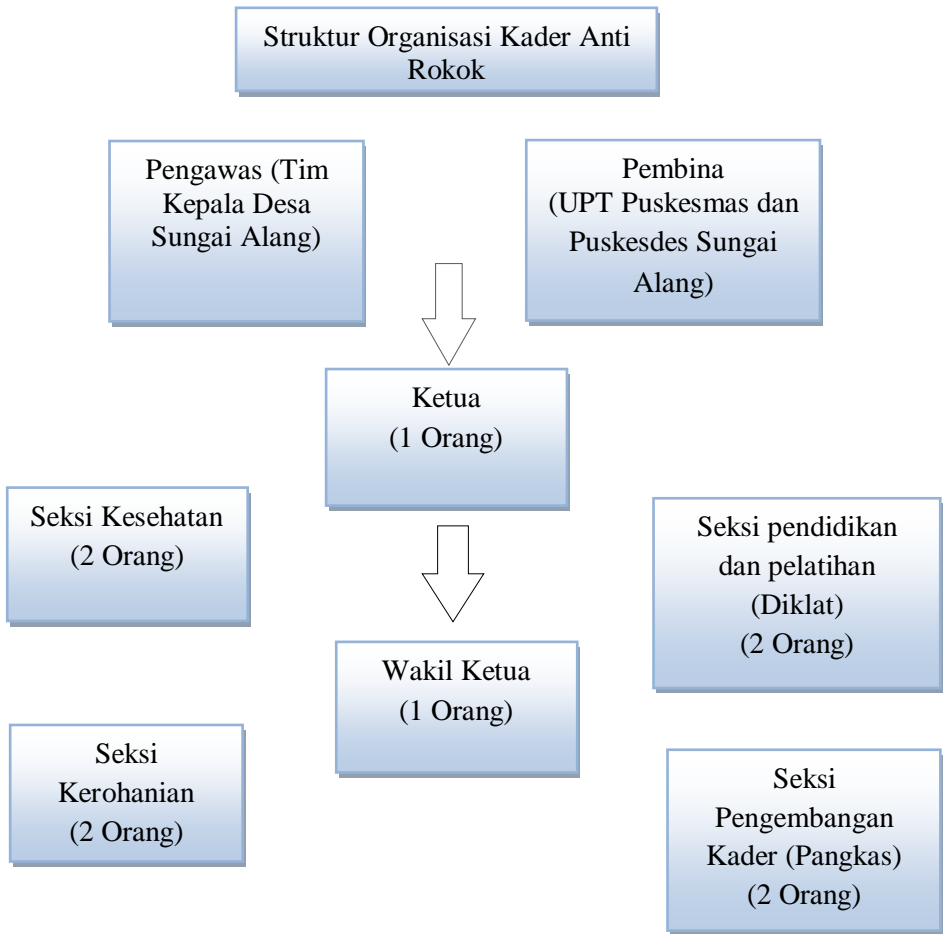 Struktur Organisasi Kader Anti
Rokok
Pengawas (Tim
Kepala Desa
Sungai Alang)
Pembina
(UPT Puskesmas dan
Puskesdes Sungai
Alang)
Ketua
(1 Orang)
Seksi Kesehatan
(2 Orang)
Seksi pendidikan
dan pelatihan
(Diklat)
(2 Orang)
Wakil Ketua
(1 Orang)
Seksi
Kerohanian
(2 Orang)
Seksi
Pengembangan
Kader (Pangkas)
(2 Orang)